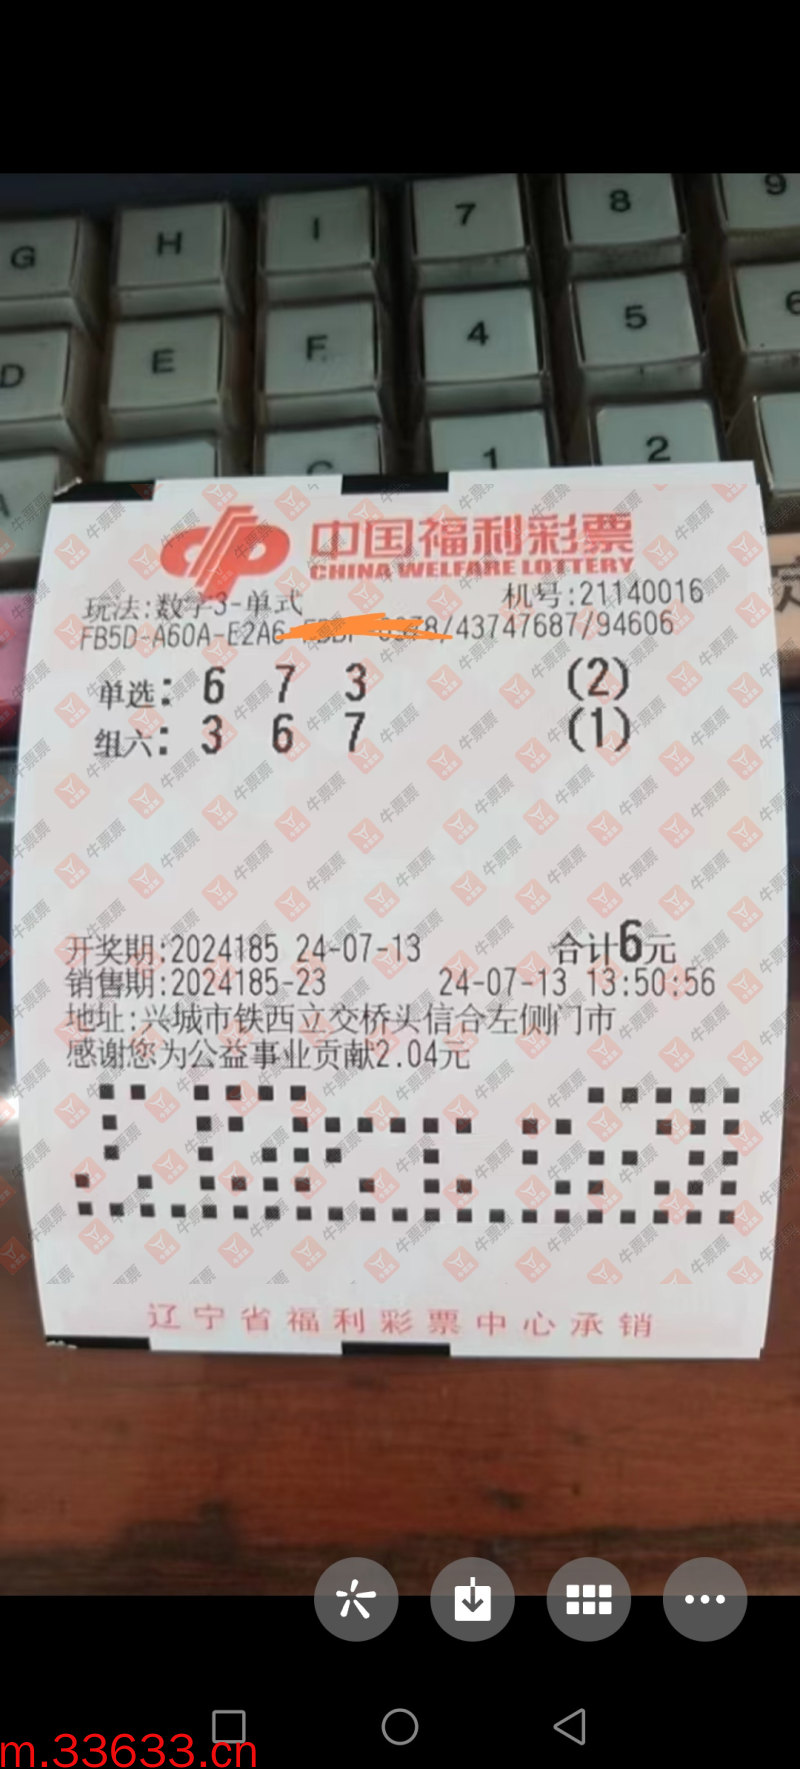 G H I 7 8 9
D E F 4 5 6
A C 1 2
定
中国福利彩票
CHINA WELFARE LOTTERY
玩法:数字3-单式 机号:21140016
FB5D-A60A-E2A6-/43747687/94606
单选: 6 7 3 (2)
组六: 3 6 7 (1)
开奖期:2024185 24-07-13 合计6元
销售期:2024185-23 24-07-13 13:50:56
地址:兴城市铁西立交桥头信合左侧门市
感谢您为公益事业贡献2.04元
辽宁省福利彩票中心承销
牛票票
m.33633.cn